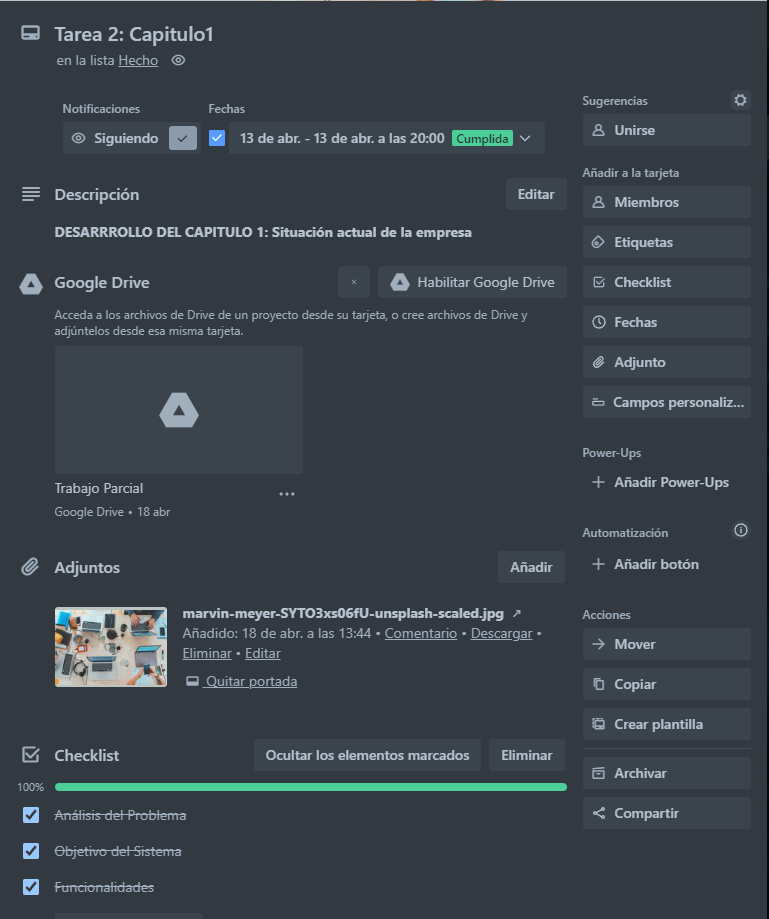 Tarea 2: Capitulo1
en la lista Hecho
Notificaciones
Fechas
Siguiendo
13 de abr. - 13 de abr. a las 20:00 Cumplida
Descripción
Editar
DESARRROLLO DEL CAPITULO 1: Situación actual de la empresa
Google Drive
× Habilitar Google Drive
Acceda a los archivos de Drive de un proyecto desde su tarjeta, o cree archivos de Drive y
adjúntelos desde esa misma tarjeta.
Trabajo Parcial
Google Drive • 18 abr
Adjuntos
Añadir
marvin-meyer-SYTO3xs06fU-unsplash-scaled.jpg ↗
Añadido: 18 de abr. a las 13:44 • Comentario • Descargar •
Eliminar • Editar
Quitar portada
Checklist
Ocultar los elementos marcados
Eliminar
100%
Análisis del Problema
Objetivo del Sistema
Funcionalidades
Sugerencias
Unirse
Añadir a la tarjeta
Miembros
Etiquetas
Checklist
Fechas
Adjunto
Campos personaliz...
Power-Ups
+ Añadir Power-Ups
Automatización
+ Añadir botón
Acciones
Mover
Copiar
Crear plantilla
Archivar
Compartir